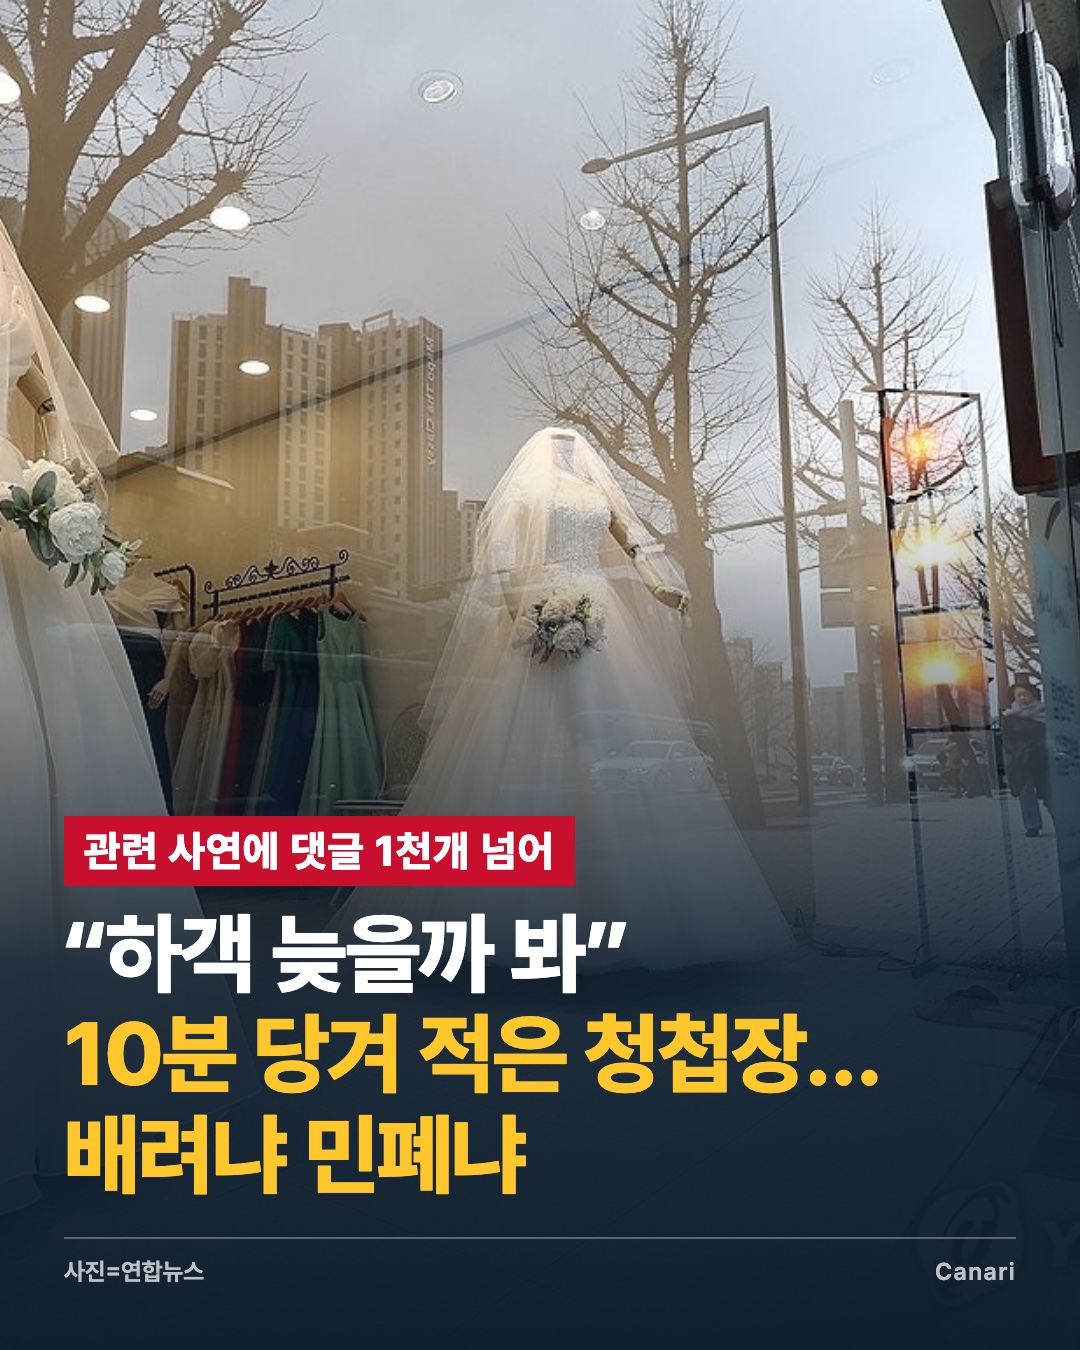 관련 사연에 댓글 1천개 넘어
“하객 늦을까 봐”
10분 당겨 적은 청첩장...
배려냐 민폐냐
사진=연합뉴스
Canari